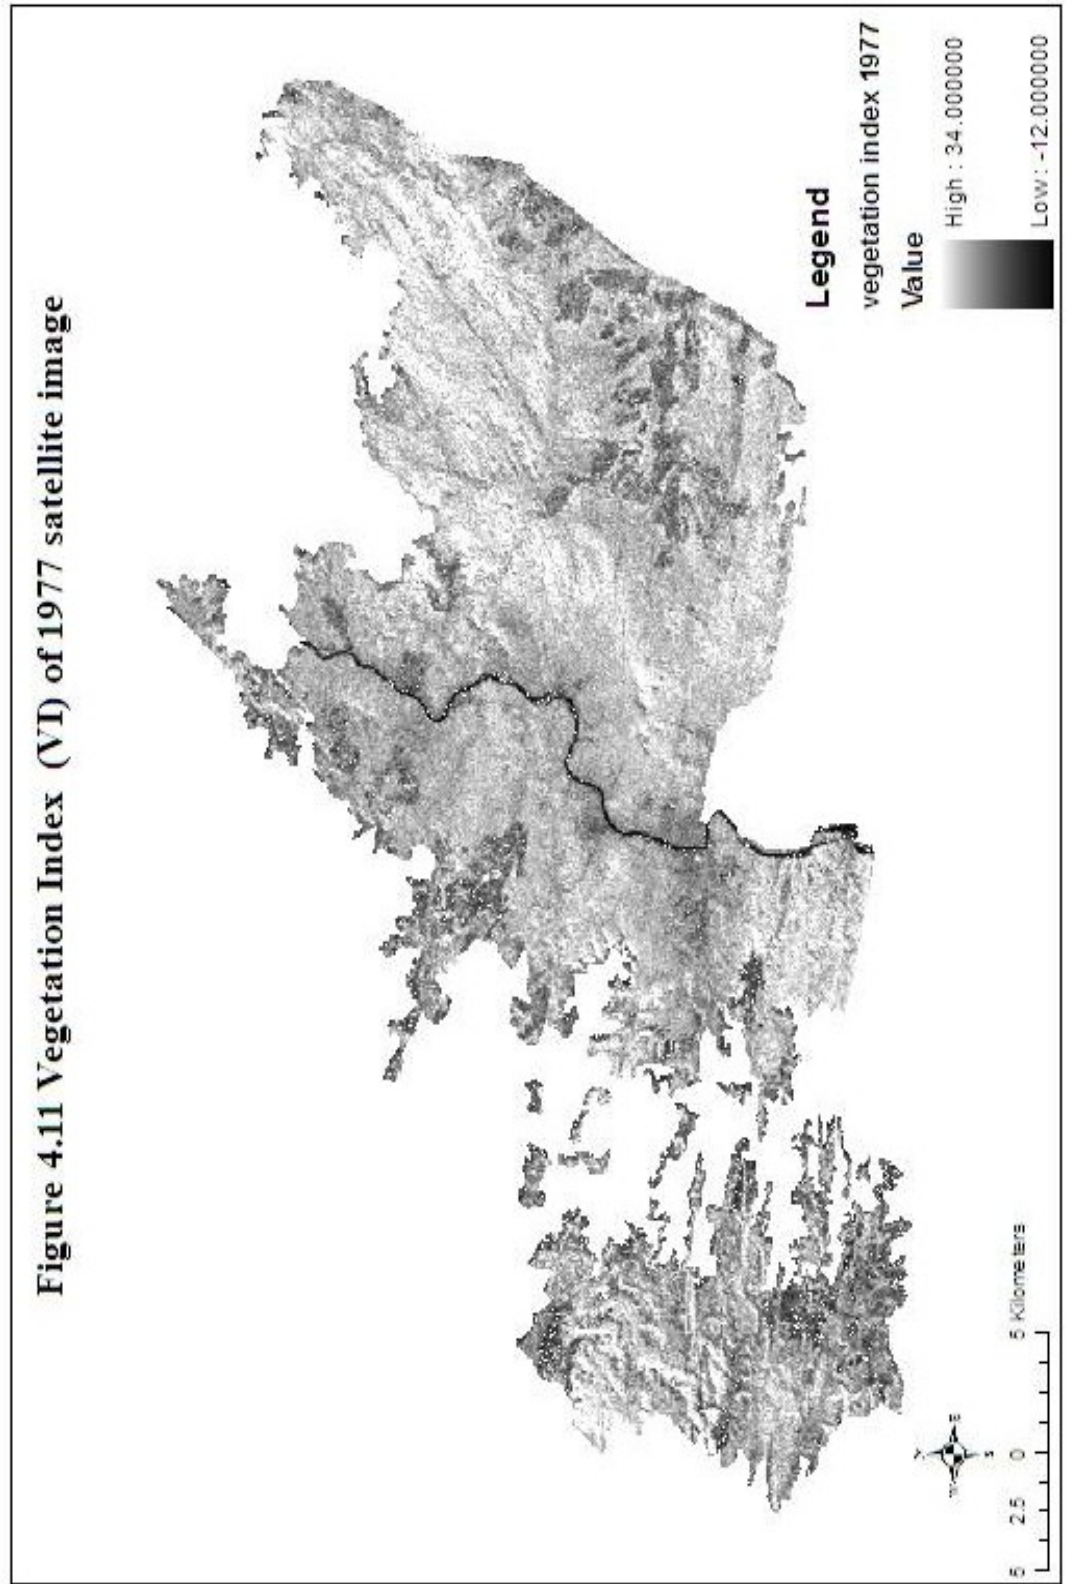 Figure 4.11 Vegetation Index (VI) of 1977 satellite image
Legend
vegetation index 1977
Value
High : 34.000000
Low : -12.000000
W
E
S
5 2.5 0 5 Kilometers